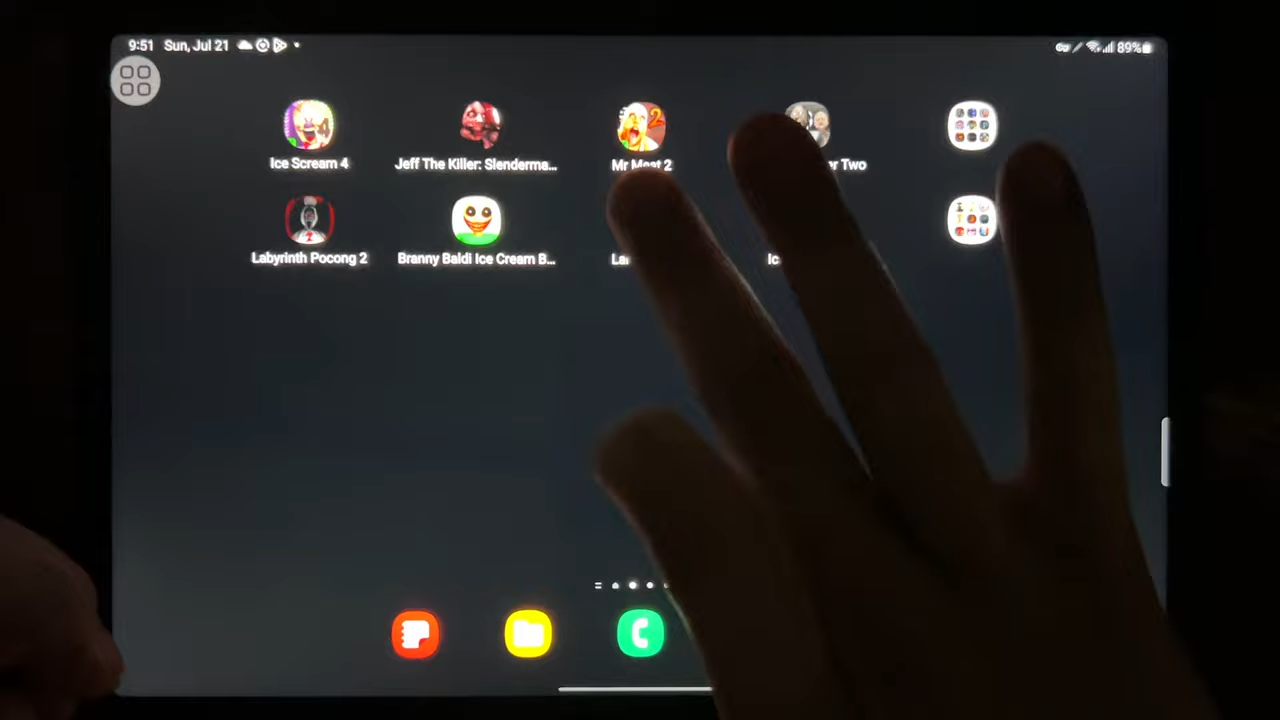 9:51 Sun, Jul 21
89%
Ice Scream 4
Jeff The Killer: Slenderma...
Mr Meat 2
Two
Labyrinth Pocong 2
Branny Baldi Ice Cream B...